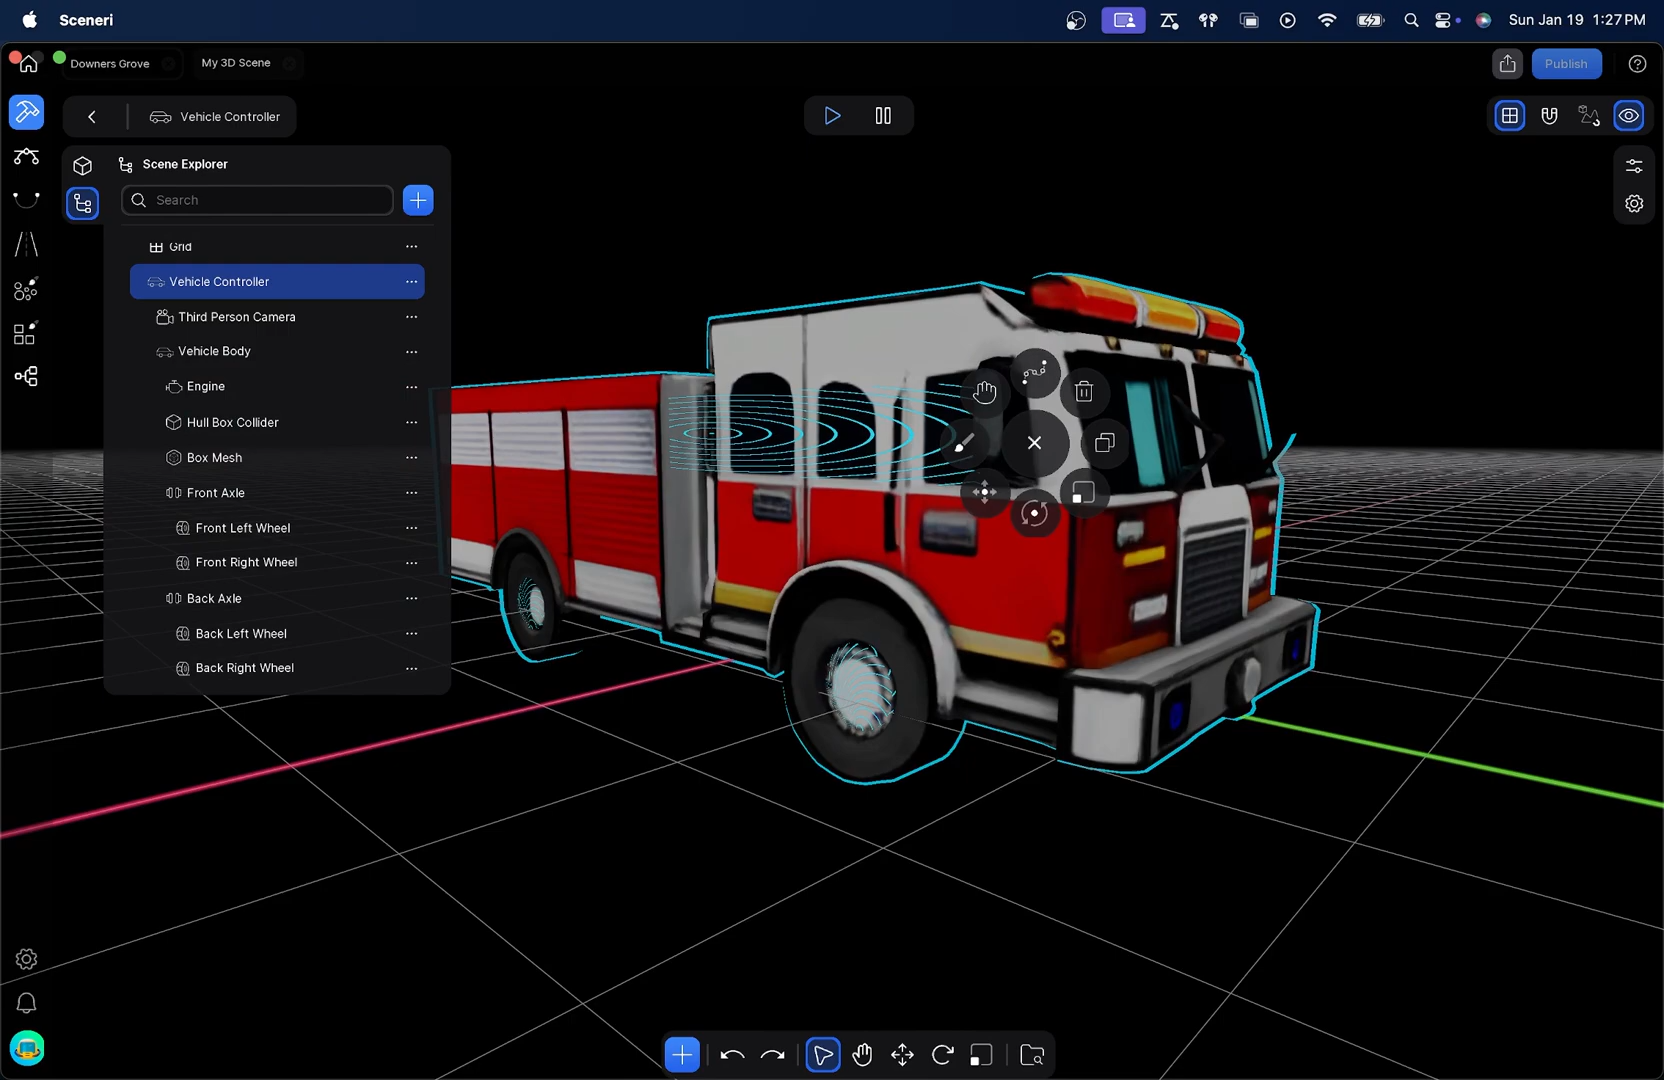 Sceneri
Sun Jan 19 1:27 PM
Downers Grove
My 3D Scene
Publish
Vehicle Controller
Scene Explorer
Search
Grid
Vehicle Controller
Third Person Camera
Vehicle Body
Engine
Hull Box Collider
Box Mesh
Front Axle
Front Left Wheel
Front Right Wheel
Back Axle
Back Left Wheel
Back Right Wheel